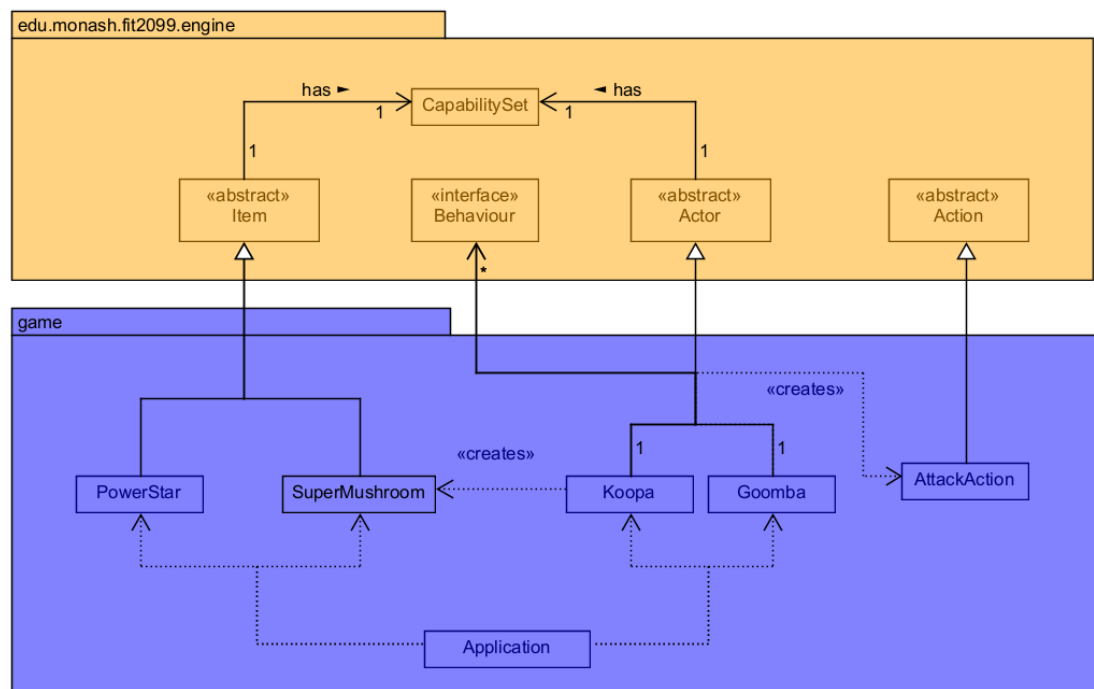 edu.monash.fit2099.engine
has ►
CapabilitySet
◄ has
1
1
1
1
«abstract»
Item
«interface»
Behaviour
«abstract»
Actor
«abstract»
Action
*
game
«creates»
«creates»
1
1
PowerStar
SuperMushroom
Koopa
Goomba
AttackAction
Application